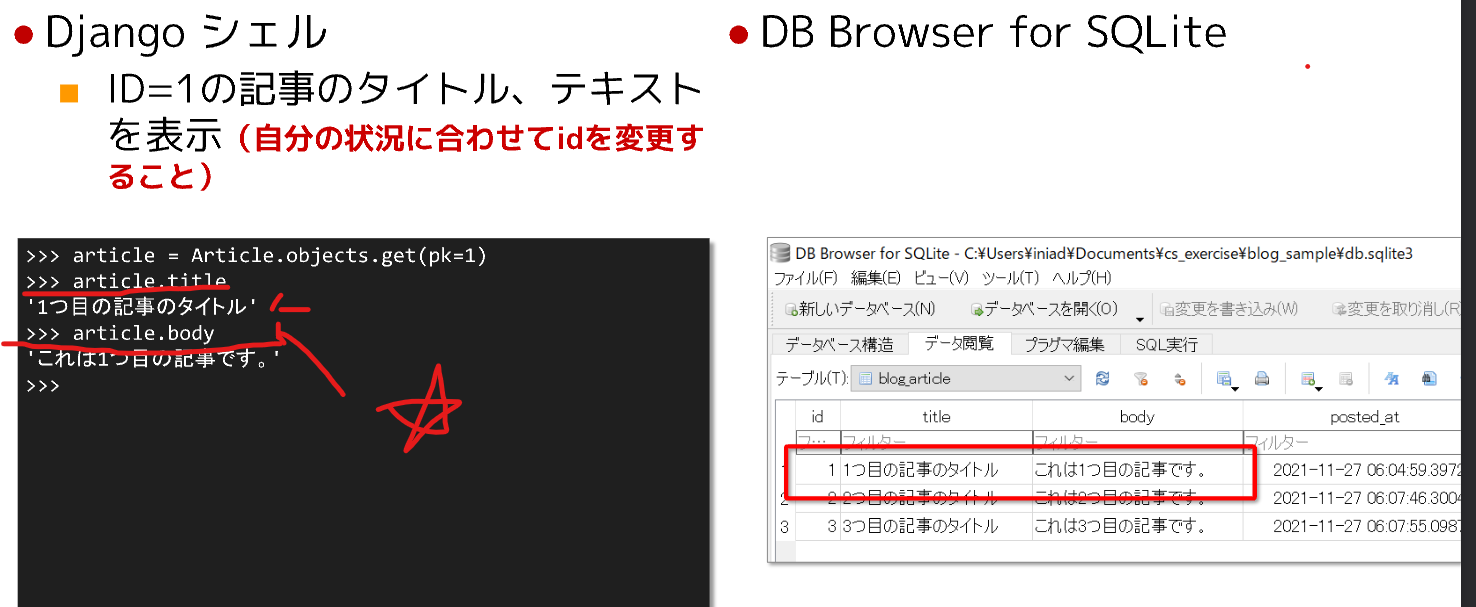 Django シェル
ID=1の記事のタイトル、テキスト
を表示（自分の状況に合わせてidを変更す
ること）
>>> article = Article.objects.get(pk=1)
>>> article.title
'1つ目の記事のタイトル'
>>> article.body
'これは1つ目の記事です。'
>>>
DB Browser for SQLite
DB Browser for SQLite - C:¥Users¥iniad¥Documents¥cs_exercise¥blog_sample¥db.sqlite3
ファイル(F) 編集(E) ビュー(V) ツール(T) ヘルプ(H)
新しいデータベース(N) データベースを開く(O) 変更を書き込み(W) 変更を取り消し(R
データベース構造 データ閲覧 プラグマ編集 SQL実行
テーブル(T): blog_article
id title body posted_at
フ… フィルター フィルター フィルター
1 1 1つ目の記事のタイトル これは1つ目の記事です。 2021-11-27 06:04:59.3972
2 2 2つ目の記事のタイトル これは2つ目の記事です。 2021-11-27 06:07:46.3004
3 3 3つ目の記事のタイトル これは3つ目の記事です。 2021-11-27 06:07:55.0987